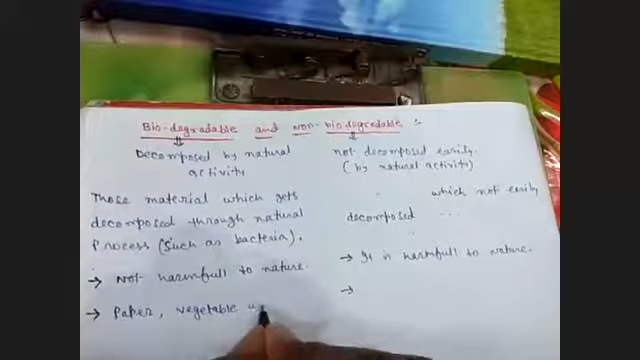 Bio-degradable and Non-biodegradable :
Decomposed by natural
activity
Those material which gets
decomposed through natural
Process (Such as bacteria).
→ Not harmfull to nature.
→ Paper, vegetable
not decomposed easily.
(by natural activity)
which not easily
decomposed ...
→ It is harmfull to nature.
→